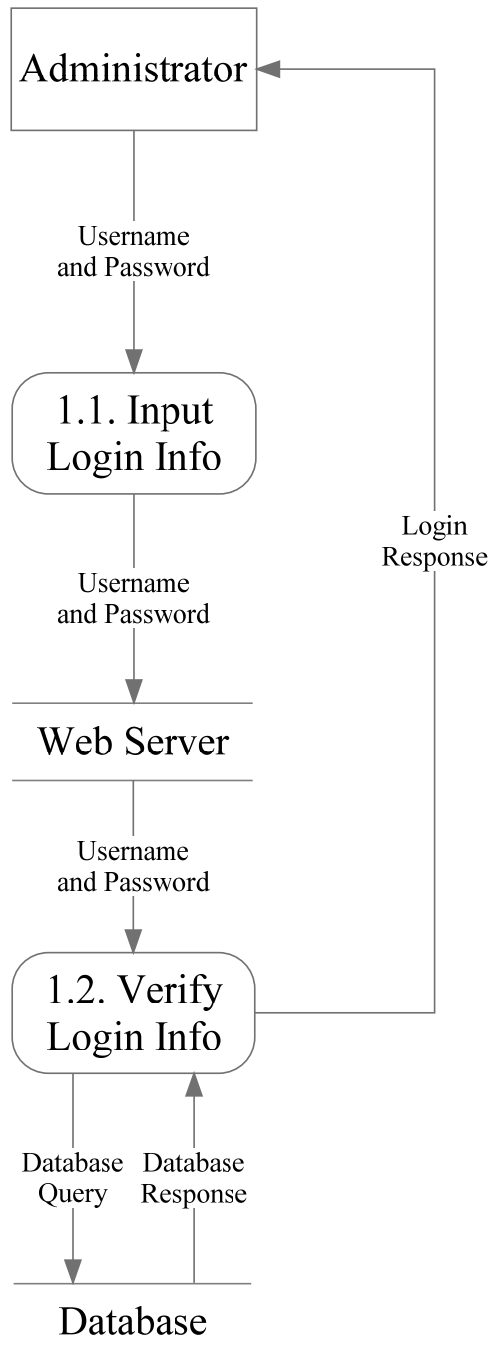 Administrator
Username
and Password
1.1. Input
Login Info
Username
and Password
Login
Response
Web Server
Username
and Password
1.2. Verify
Login Info
Database
Query
Database
Response
Database